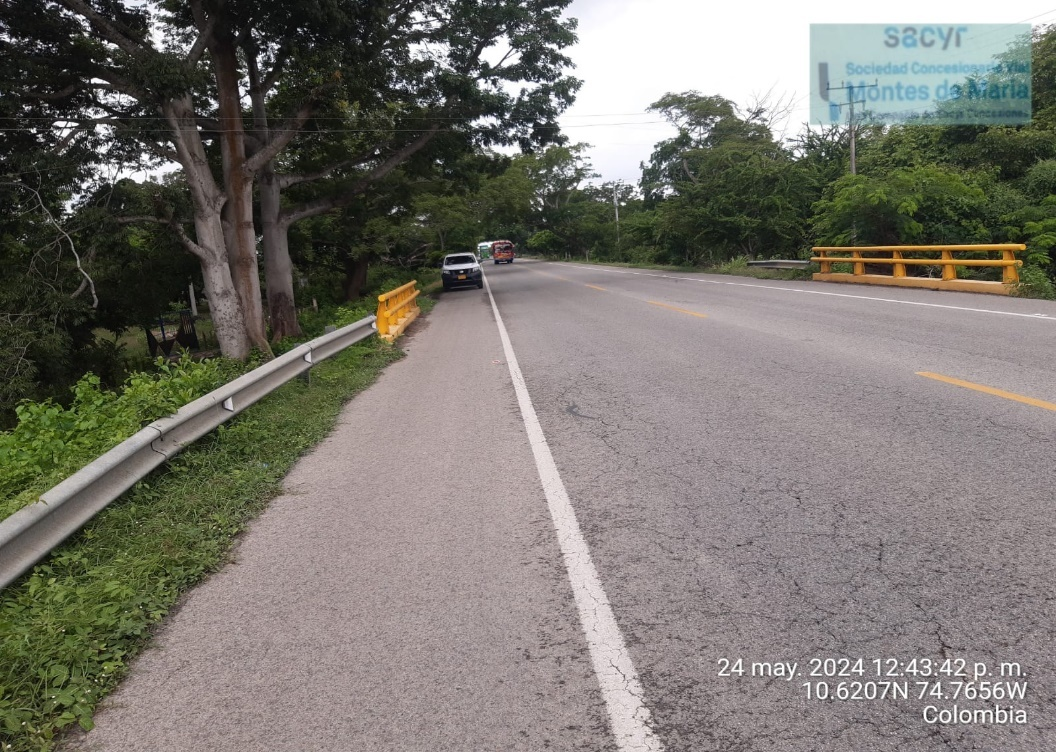 sacyr
Sociedad Concesionaria Vial
Montes de María
24 may. 2024 12:43:42 p. m.
10.6207N 74.7656W
Colombia